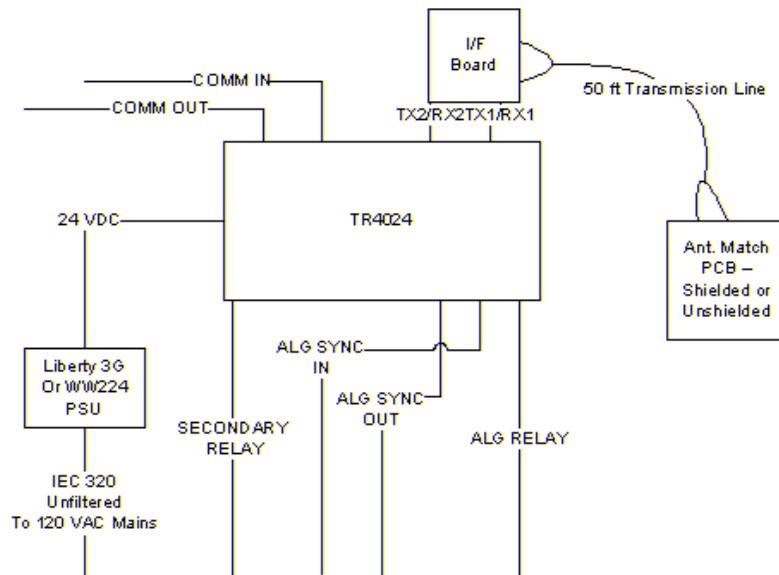 I/F
Board
COMM IN
COMM OUT
50 ft Transmission Line
TX2/RX2TX1/RX1
24 VDC
TR4024
Ant. Match
PCB –
Shielded or
Unshielded
Liberty 3G
Or WW224
PSU
ALG SYNC
IN
ALG SYNC
OUT
SECONDARY
RELAY
ALG RELAY
IEC 320
Unfiltered
To 120 VAC Mains